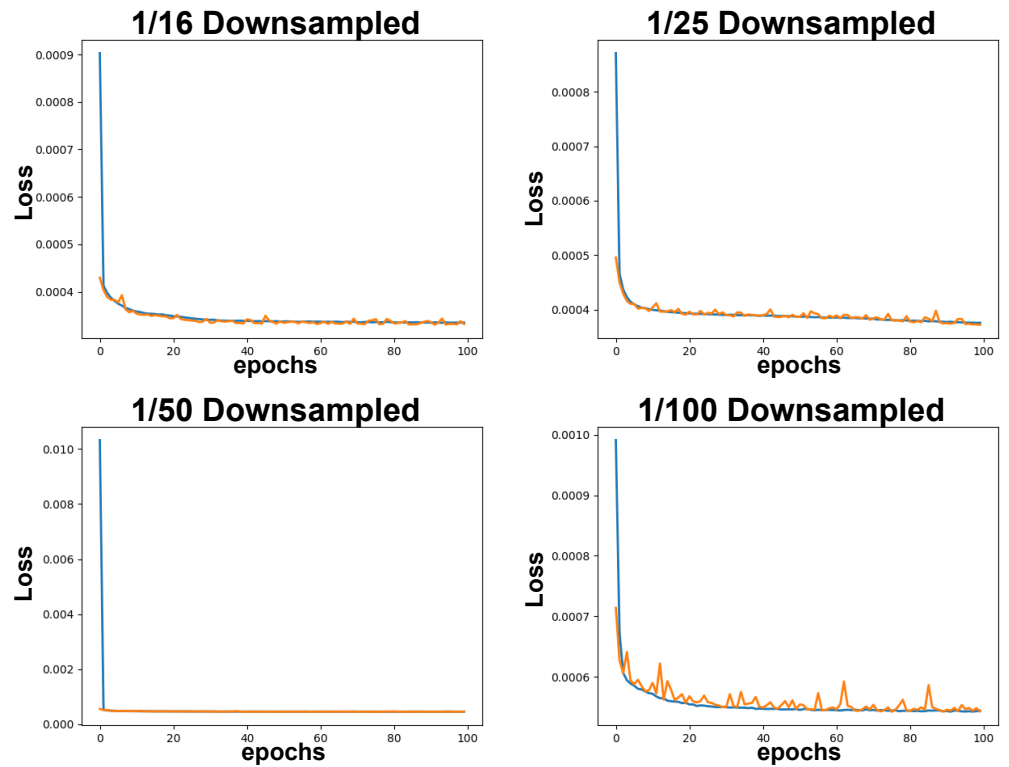 1/16 Downsampled
0.0009
0.0008
0.0007
0.0006
0.0005
0.0004
Loss
0 20 40 60 80 100
epochs
1/25 Downsampled
0.0008
0.0007
0.0006
0.0005
0.0004
Loss
0 20 40 60 80 100
epochs
1/50 Downsampled
0.010
0.008
0.006
0.004
0.002
0.000
Loss
0 20 40 60 80 100
epochs
1/100 Downsampled
0.0010
0.0009
0.0008
0.0007
0.0006
Loss
0 20 40 60 80 100
epochs